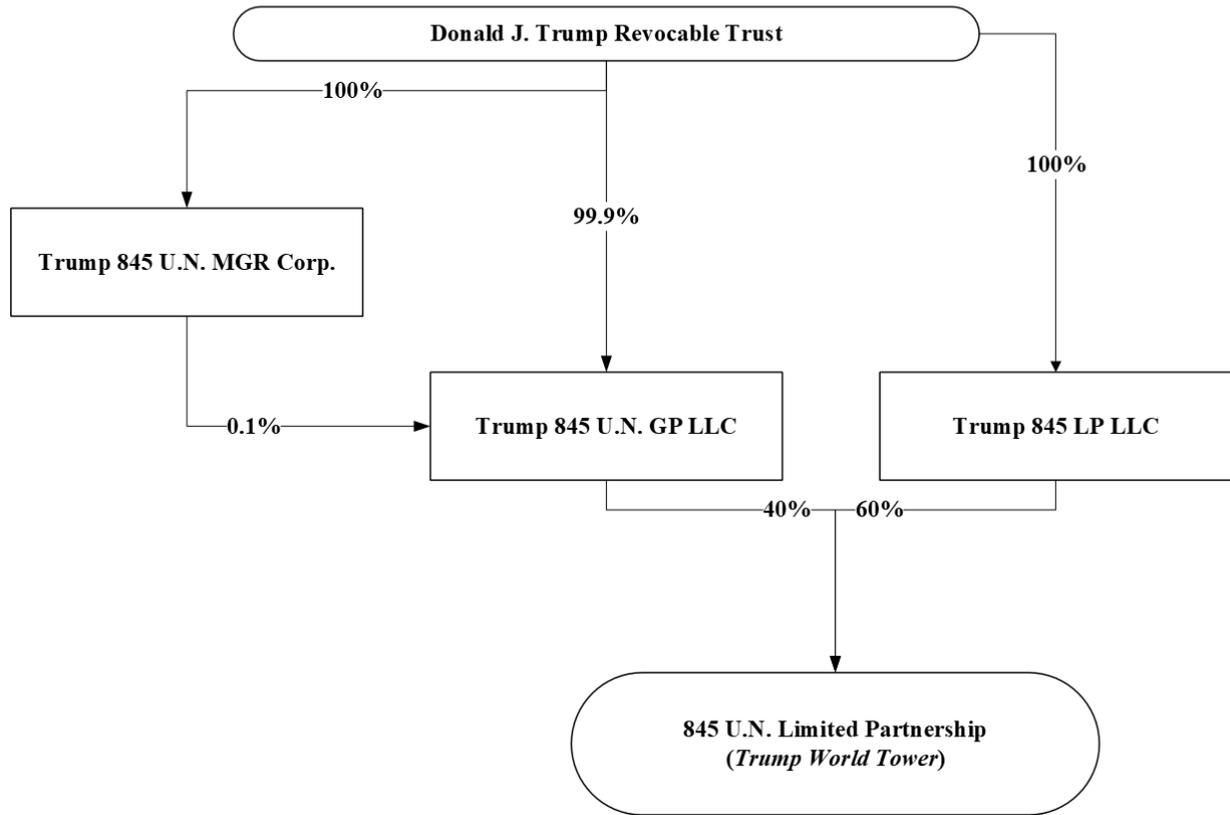 Donald J. Trump Revocable Trust
100%
100%
99.9%
Trump 845 U.N. MGR Corp.
0.1%
Trump 845 U.N. GP LLC
Trump 845 LP LLC
40%
60%
845 U.N. Limited Partnership
(Trump World Tower)